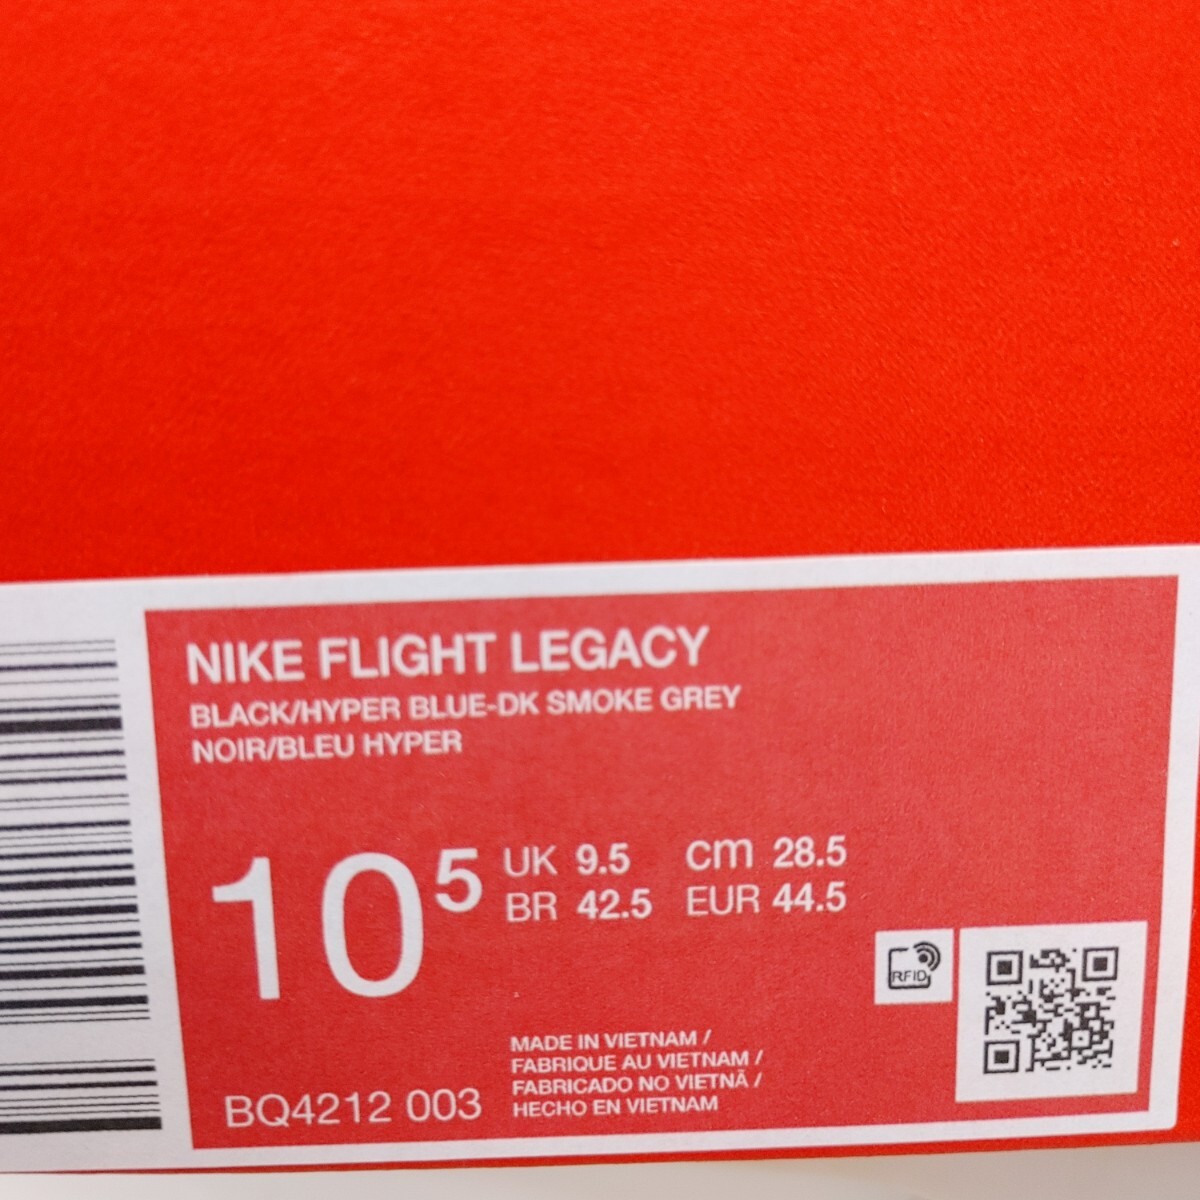 NIKE FLIGHT LEGACY
BLACK/HYPER BLUE-DK SMOKE GREY
NOIR/BLEU HYPER
10 5
UK 9.5 cm 28.5
BR 42.5 EUR 44.5
RFID
MADE IN VIETNAM /
FABRIQUE AU VIETNAM /
FABRICADO NO VIETNÃ /
HECHO EN VIETNAM
BQ4212 003